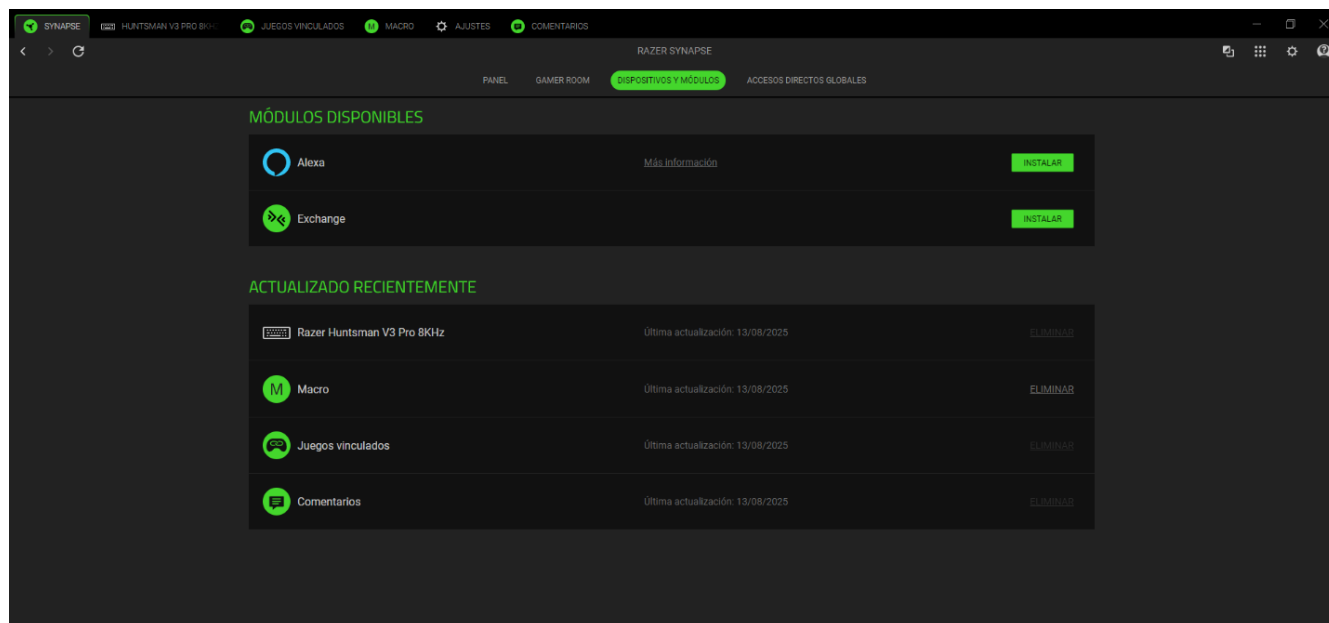 SYNAPSE HUNTSMAN V3 PRO 8KHZ JUEGOS VINCULADOS M MACRO AJUSTES COMENTARIOS
RAZER SYNAPSE
PANEL GAMER ROOM DISPOSITIVOS Y MÓDULOS ACCESOS DIRECTOS GLOBALES
MÓDULOS DISPONIBLES
Alexa Más información INSTALAR
Exchange INSTALAR
ACTUALIZADO RECIENTEMENTE
Razer Huntsman V3 Pro 8KHz Última actualización: 13/08/2025 ELIMINAR
M Macro Última actualización: 13/08/2025 ELIMINAR
Juegos vinculados Última actualización: 13/08/2025 ELIMINAR
Comentarios Última actualización: 13/08/2025 ELIMINAR